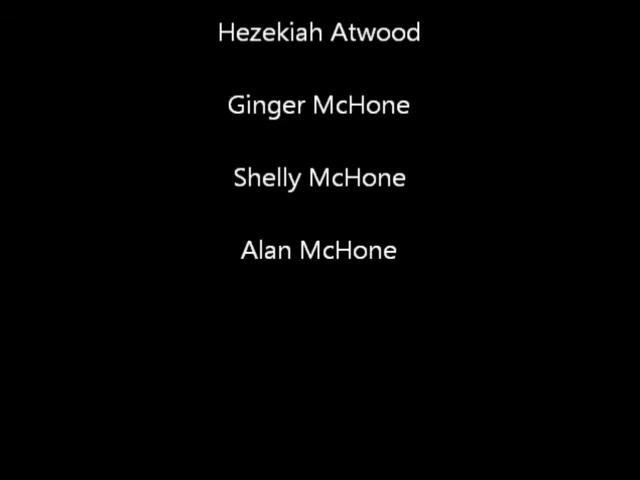 Hezekiah Atwood
Ginger McHone
Shelly McHone
Alan McHone